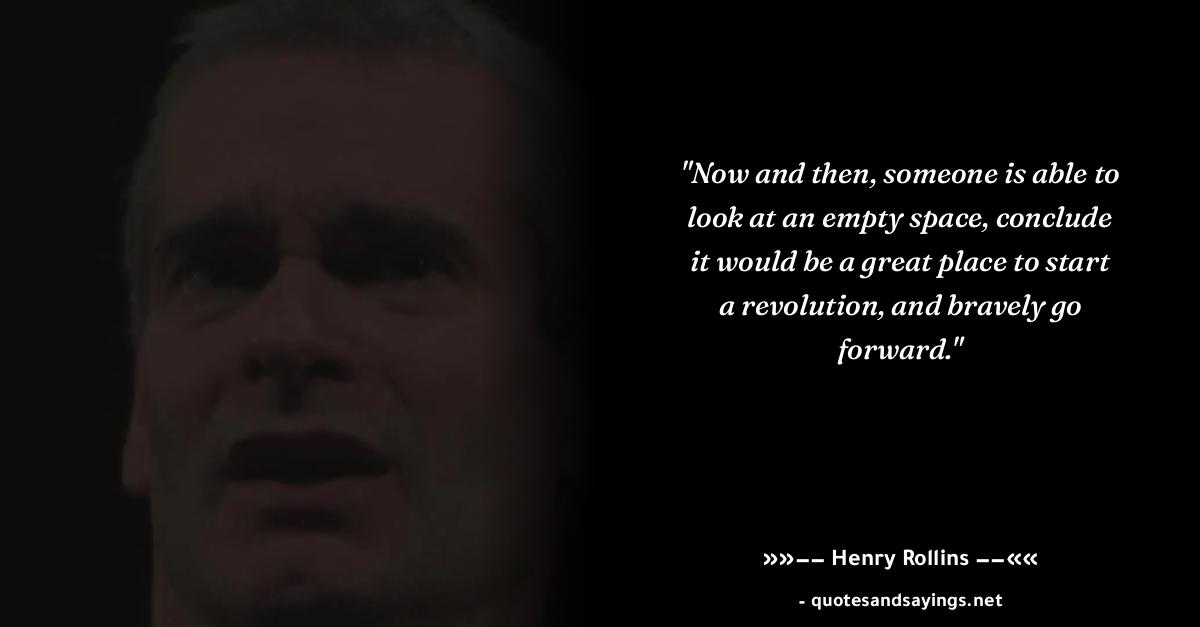 "Now and then, someone is able to
look at an empty space, conclude
it would be a great place to start
a revolution, and bravely go
forward."
»»−− Henry Rollins −−««
- quotesandsayings.net